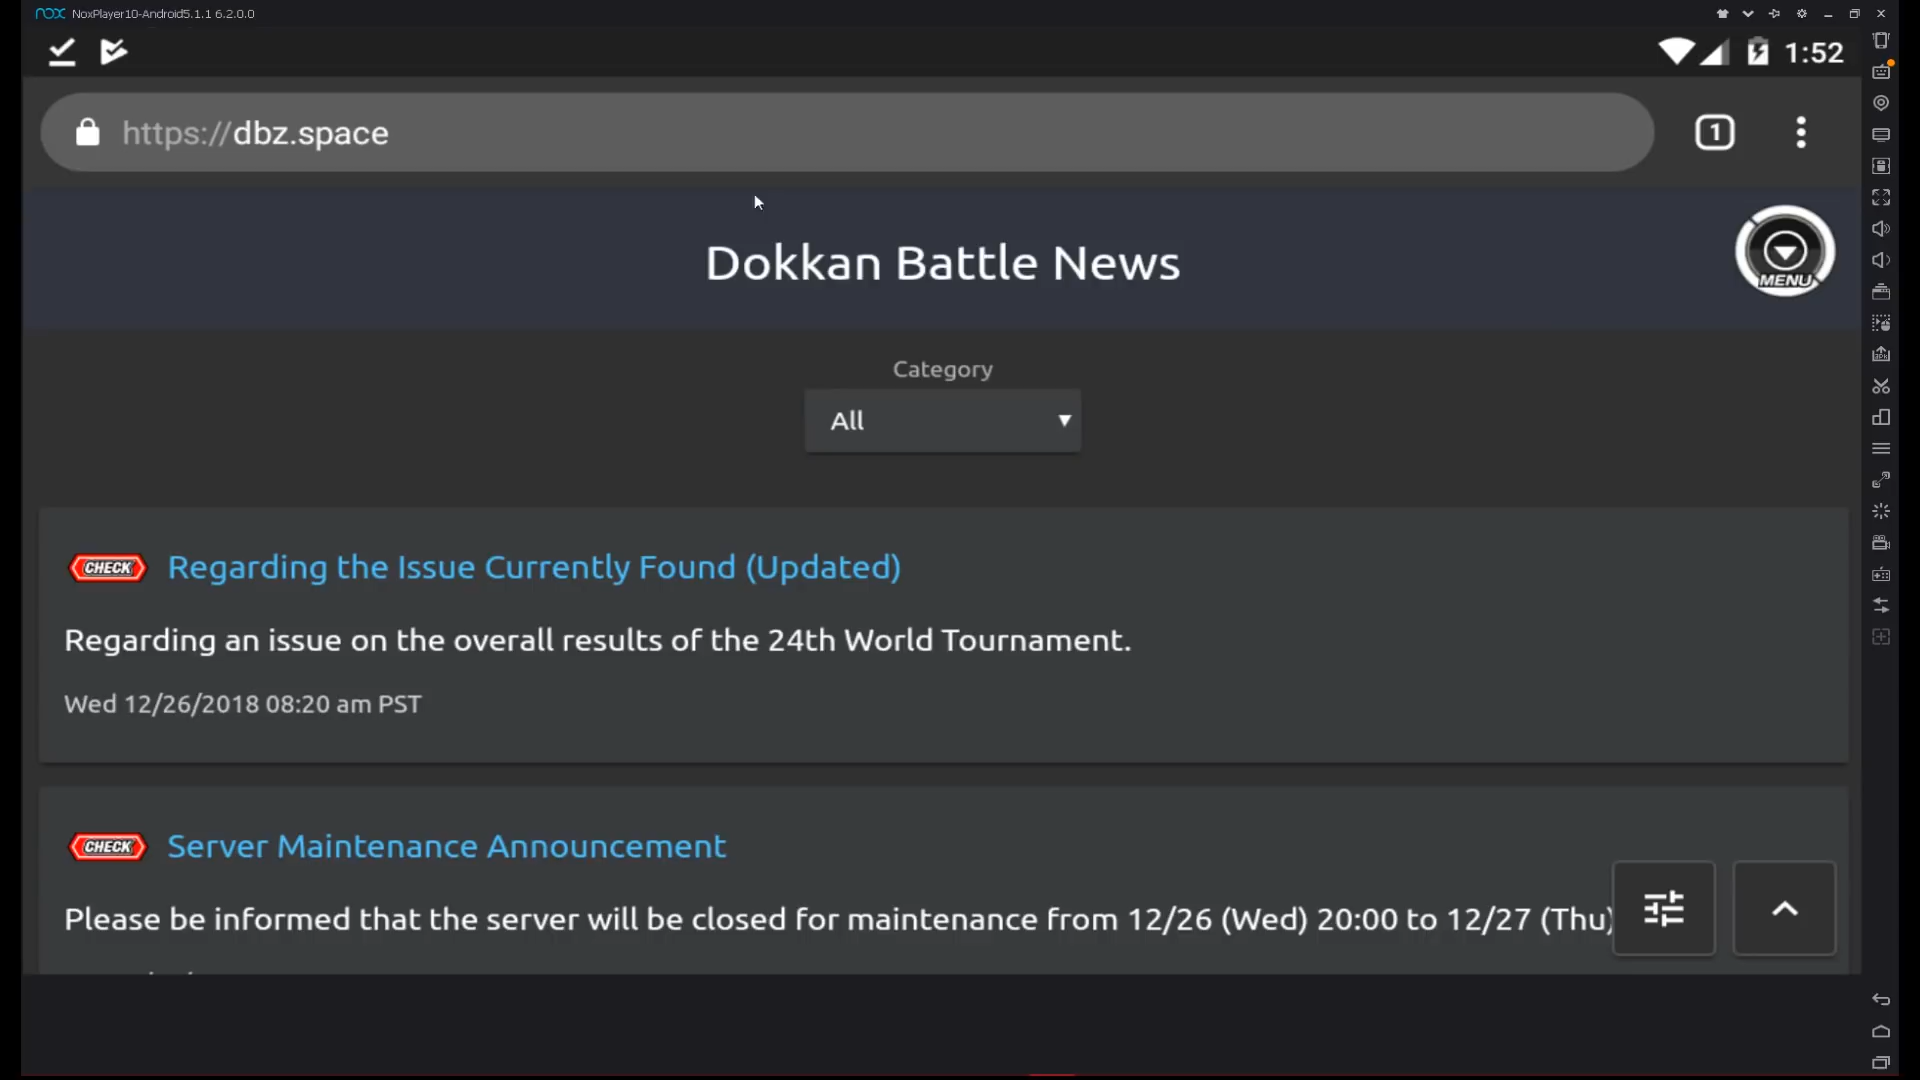 nox NoxPlayer10-Android5.1.1 6.2.0.0
1:52
https://dbz.space
1
Dokkan Battle News
MENU
Category
All
CHECK Regarding the Issue Currently Found (Updated)
Regarding an issue on the overall results of the 24th World Tournament.
Wed 12/26/2018 08:20 am PST
CHECK Server Maintenance Announcement
Please be informed that the server will be closed for maintenance from 12/26 (Wed) 20:00 to 12/27 (Thu)